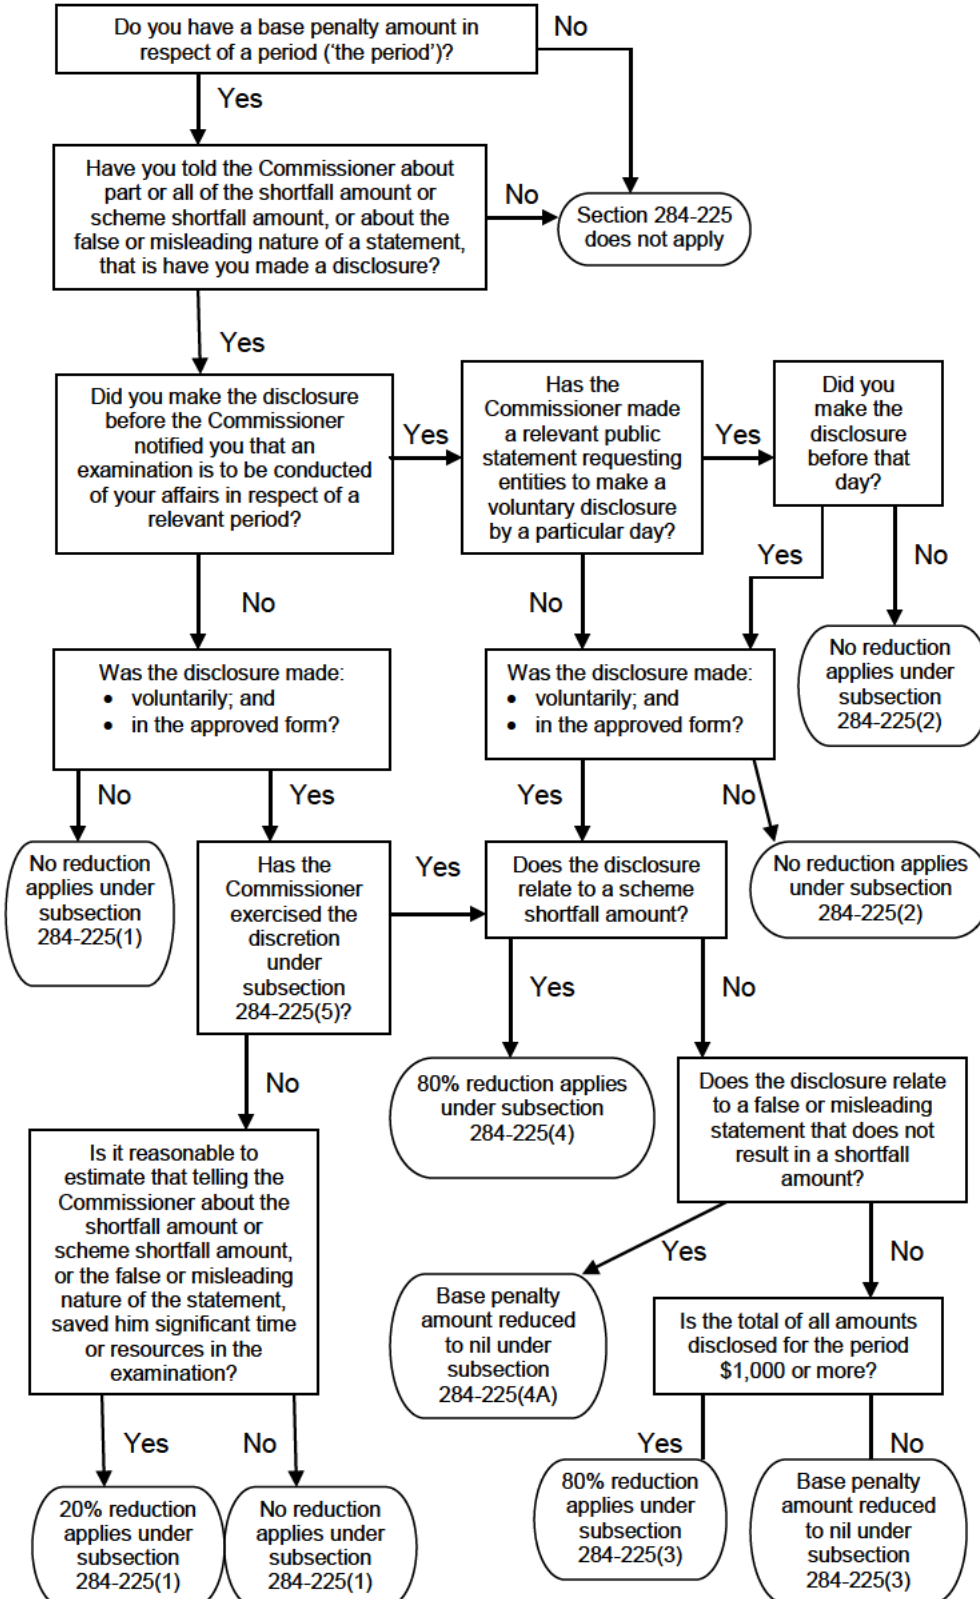 Do you have a base penalty amount in
respect of a period (‘the period’)?
No
Yes
Have you told the Commissioner about
part or all of the shortfall amount or
scheme shortfall amount, or about the
false or misleading nature of a statement,
that is have you made a disclosure?
No
Section 284-225
does not apply
Yes
Did you make the disclosure
before the Commissioner
notified you that an
examination is to be conducted
of your affairs in respect of a
relevant period?
Yes
Has the
Commissioner made
a relevant public
statement requesting
entities to make a
voluntary disclosure
by a particular day?
Yes
Did you
make the
disclosure
before that
day?
No
No
Yes
No
Was the disclosure made:
• voluntarily; and
• in the approved form?
Was the disclosure made:
• voluntarily; and
• in the approved form?
No reduction
applies under
subsection
284-225(2)
No
Yes
Yes
No
No reduction
applies under
subsection
284-225(1)
Has the
Commissioner
exercised the
discretion
under
subsection
284-225(5)?
Yes
Does the disclosure
relate to a scheme
shortfall amount?
No reduction applies
under subsection
284-225(2)
Yes
No
No
80% reduction applies
under subsection
284-225(4)
Does the disclosure relate
to a false or misleading
statement that does not
result in a shortfall
amount?
Is it reasonable to
estimate that telling the
Commissioner about the
shortfall amount or
scheme shortfall amount,
or the false or misleading
nature of the statement,
saved him significant time
or resources in the
examination?
Yes
No
Base penalty
amount reduced
to nil under
subsection
284-225(4A)
Is the total of all amounts
disclosed for the period
$1,000 or more?
Yes
No
Yes
No
20% reduction
applies under
subsection
284-225(1)
No reduction
applies under
subsection
284-225(1)
80% reduction
applies under
subsection
284-225(3)
Base penalty
amount reduced
to nil under
subsection
284-225(3)